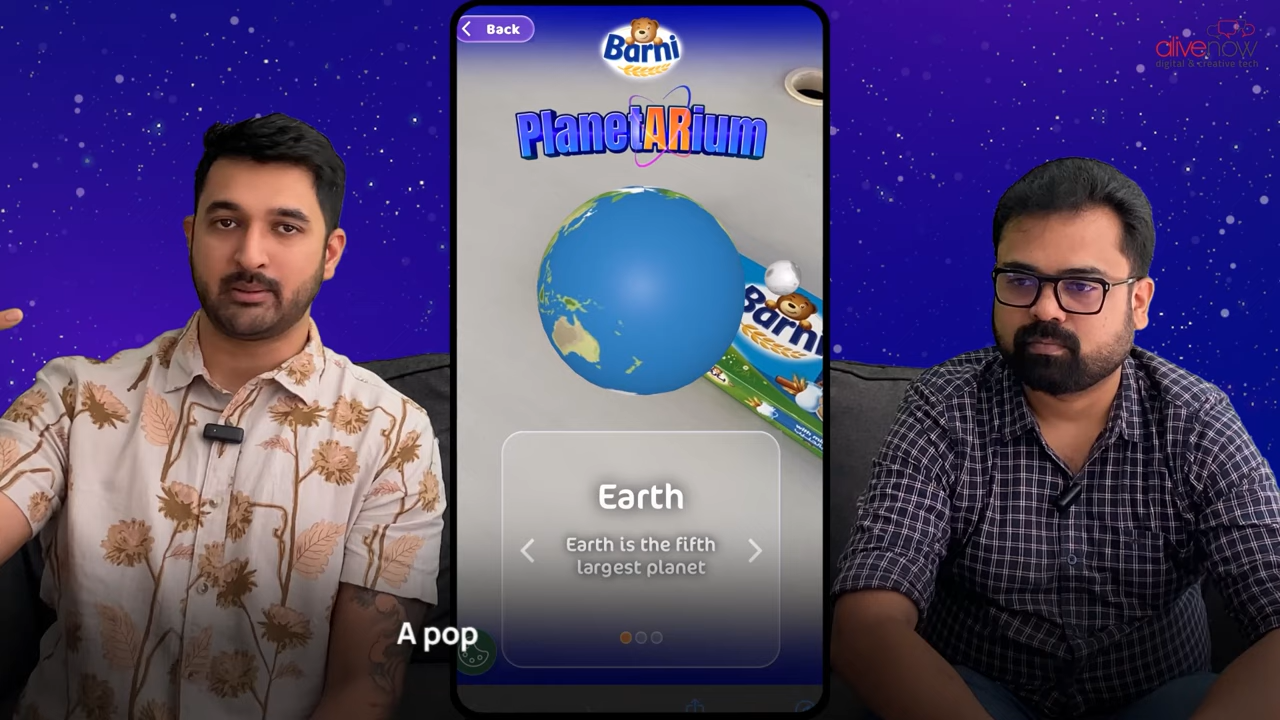 Back
Barni
PlanetARium
alivenow
digital & creative tech
Barni
Earth
Earth is the fifth
largest planet
A pop